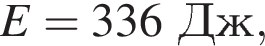 E = 336 Дж,